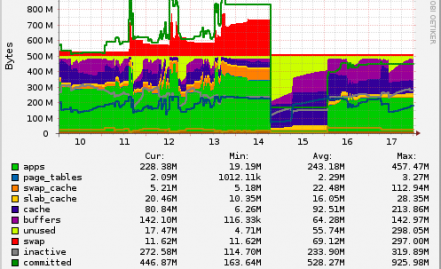 800 M
700 M
600 M
500 M
400 M
300 M
200 M
100 M
0
Bytes
OETIKER
10 11 12 13 14 15 16 17
Cur: Min: Avg: Max:
apps 228.38M 19.19M 243.18M 457.47M
page_tables 2.09M 1012.11k 2.29M 3.27M
swap_cache 5.21M 5.18M 22.48M 112.94M
slab_cache 20.46M 10.35M 16.05M 28.35M
cache 80.84M 6.26M 92.51M 213.86M
buffers 142.10M 116.33k 64.28M 142.97M
unused 17.47M 4.71M 55.74M 298.05M
swap 11.62M 11.62M 69.12M 297.00M
inactive 272.58M 114.70M 233.90M 319.89M
committed 446.87M 163.64M 528.27M 925.98M